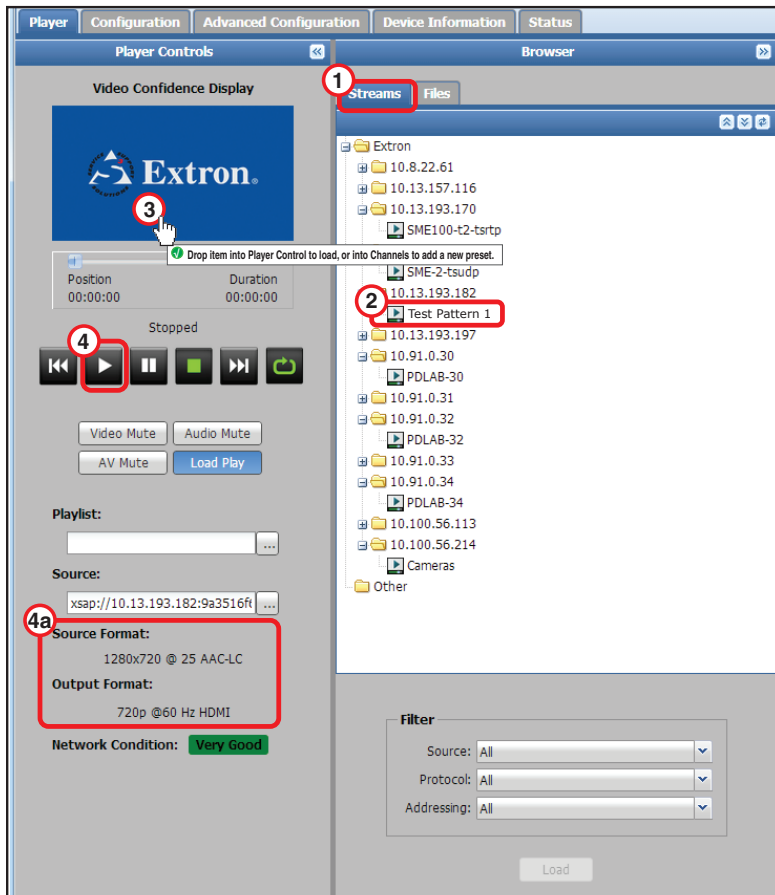 Player Configuration Advanced Configuration Device Information Status
Player Controls
Video Confidence Display
Extron®
3
Position Duration
00:00:00 00:00:00
Stopped
4
Video Mute Audio Mute
AV Mute Load Play
Playlist:
...
Source:
xsap://10.13.193.182:9a3516f6 ...
4a
Source Format:
1280x720 @ 25 AAC-LC
Output Format:
720p @60 Hz HDMI
Network Condition: Very Good
Browser
1
Streams Files
Extron
10.8.22.61
10.13.157.116
10.13.193.170
SME100-t2-tsrtp
Drop item into Player Control to load, or into Channels to add a new preset.
SME-2-tsudp
10.13.193.182
2
Test Pattern 1
10.13.193.197
10.91.0.30
PDLAB-30
10.91.0.31
10.91.0.32
PDLAB-32
10.91.0.33
10.91.0.34
PDLAB-34
10.100.56.113
10.100.56.214
Cameras
Other
Filter
Source: All
Protocol: All
Addressing: All
Load